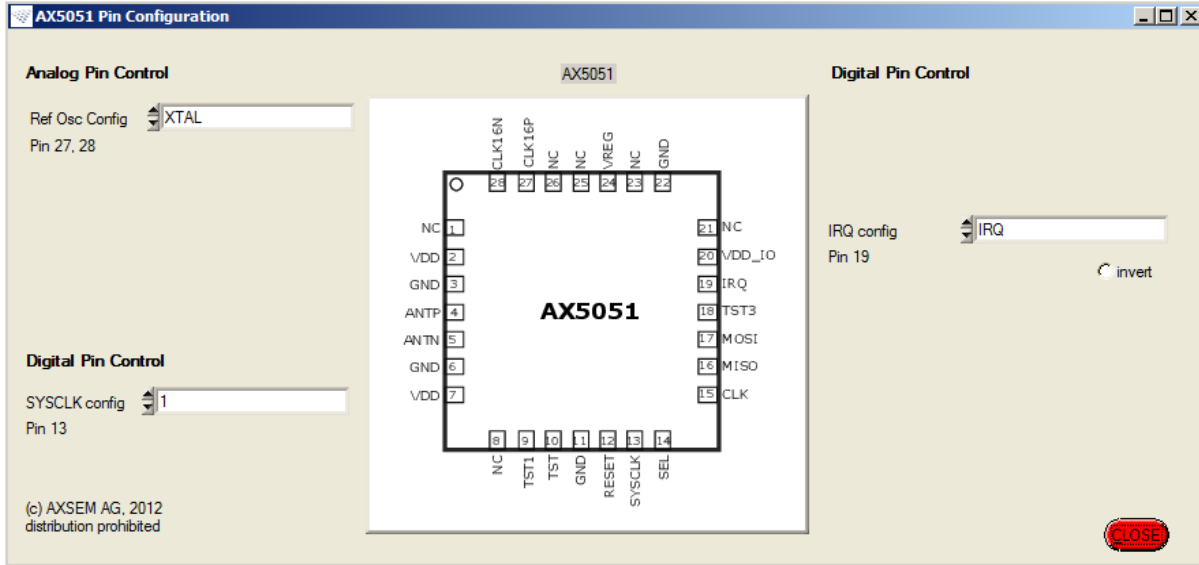 AX5051 Pin Configuration
Analog Pin Control
AX5051
Digital Pin Control
Ref Osc Config
XTAL
Pin 27, 28
CLK16N
CLK16P
NC
NC
VREG
NC
GND
28 27 26 25 24 23 22
NC 1
VDD 2
GND 3
ANTP 4
ANTN 5
GND 6
VDD 7
AX5051
21 NC
20 VDD_IO
19 IRQ
18 TST3
17 MOSI
16 MISO
15 CLK
8 9 10 11 12 13 14
NC
TST1
TST
GND
RESET
SYSCLK
SEL
IRQ config
IRQ
Pin 19
invert
Digital Pin Control
SYSCLK config
1
Pin 13
(c) AXSEM AG, 2012
distribution prohibited
CLOSE